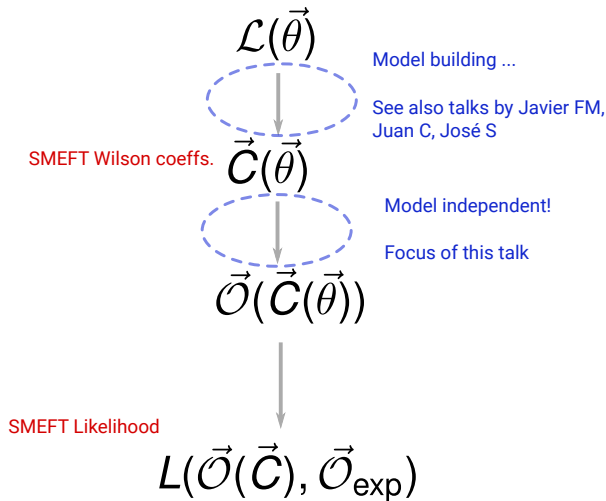 ℒ(θ⃗)
Model building ...
See also talks by Javier FM,
Juan C, José S
SMEFT Wilson coeffs.
C⃗(θ⃗)
Model independent!
Focus of this talk
𝒪⃗(C⃗(θ⃗))
SMEFT Likelihood
L(𝒪⃗(C⃗), 𝒪⃗exp)